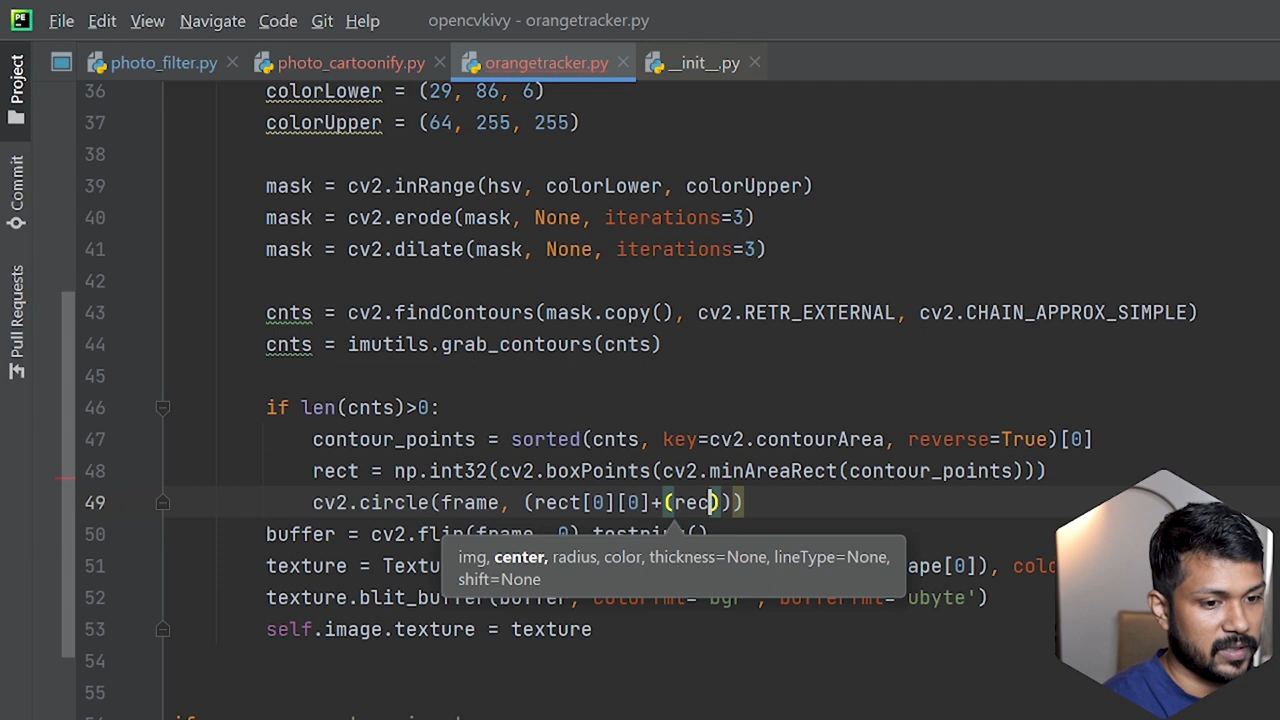 PE File Edit View Navigate Code Git Help opencvkivy - orangetracker.py
photo_filter.py photo_cartoonify.py orangetracker.py __init__.py
Project
Commit
Pull Requests
36 colorLower = (29, 86, 6)
37 colorUpper = (64, 255, 255)
38
39 mask = cv2.inRange(hsv, colorLower, colorUpper)
40 mask = cv2.erode(mask, None, iterations=3)
41 mask = cv2.dilate(mask, None, iterations=3)
42
43 cnts = cv2.findContours(mask.copy(), cv2.RETR_EXTERNAL, cv2.CHAIN_APPROX_SIMPLE)
44 cnts = imutils.grab_contours(cnts)
45
46 if len(cnts)>0:
47 contour_points = sorted(cnts, key=cv2.contourArea, reverse=True)[0]
48 rect = np.int32(cv2.boxPoints(cv2.minAreaRect(contour_points)))
49 cv2.circle(frame, (rect[0][0]+(rec)))
50 buffer = cv2.flip(frame, 0).tostring()
img, center, radius, color, thickness=None, lineType=None,
shift=None
51 texture = Textu ape[0]), colo
52 texture.blit_buffer(buffer, colorfmt='bgr', bufferfmt='ubyte')
53 self.image.texture = texture
54
55